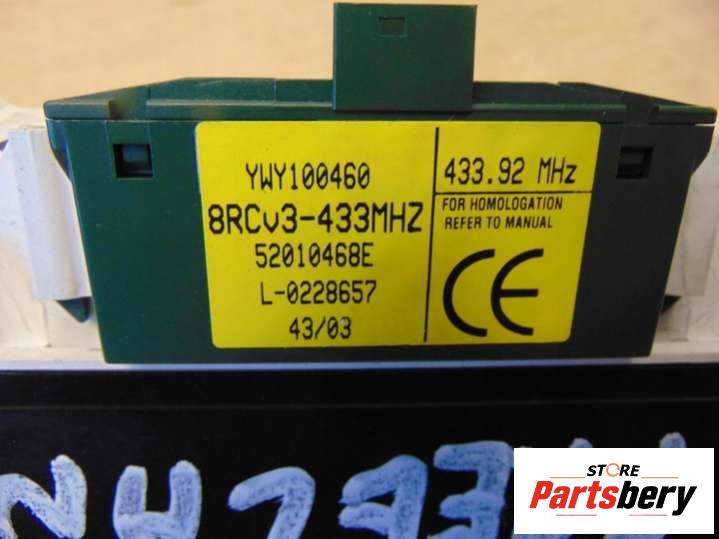 YWY100460
8RCv3-433MHZ
52010468E
L-0228657
43/03
433.92 MHz
FOR HOMOLOGATION
REFER TO MANUAL
CE
STORE
Partsbery